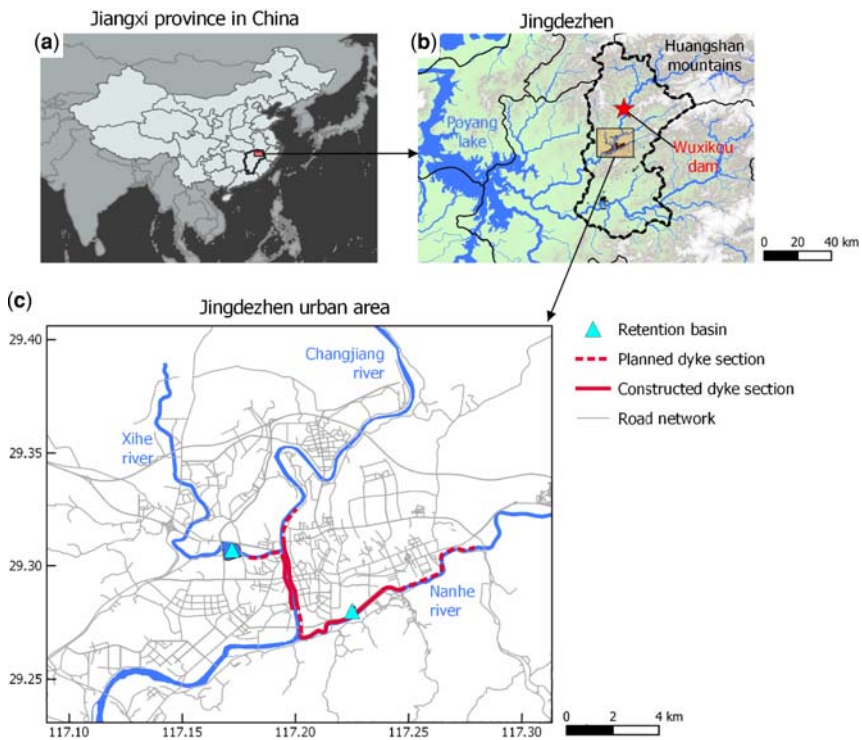 Jiangxi province in China
(a)
Jingdezhen
(b)
Huangshan
mountains
Poyang
lake
Wuxikou
dam
0 20 40 km
(c)
Jingdezhen urban area
29.40
29.35
29.30
29.25
117.10 117.15 117.20 117.25 117.30
Changjiang
river
Xihe
river
Nanhe
river
Retention basin
Planned dyke section
Constructed dyke section
Road network
0 2 4 km